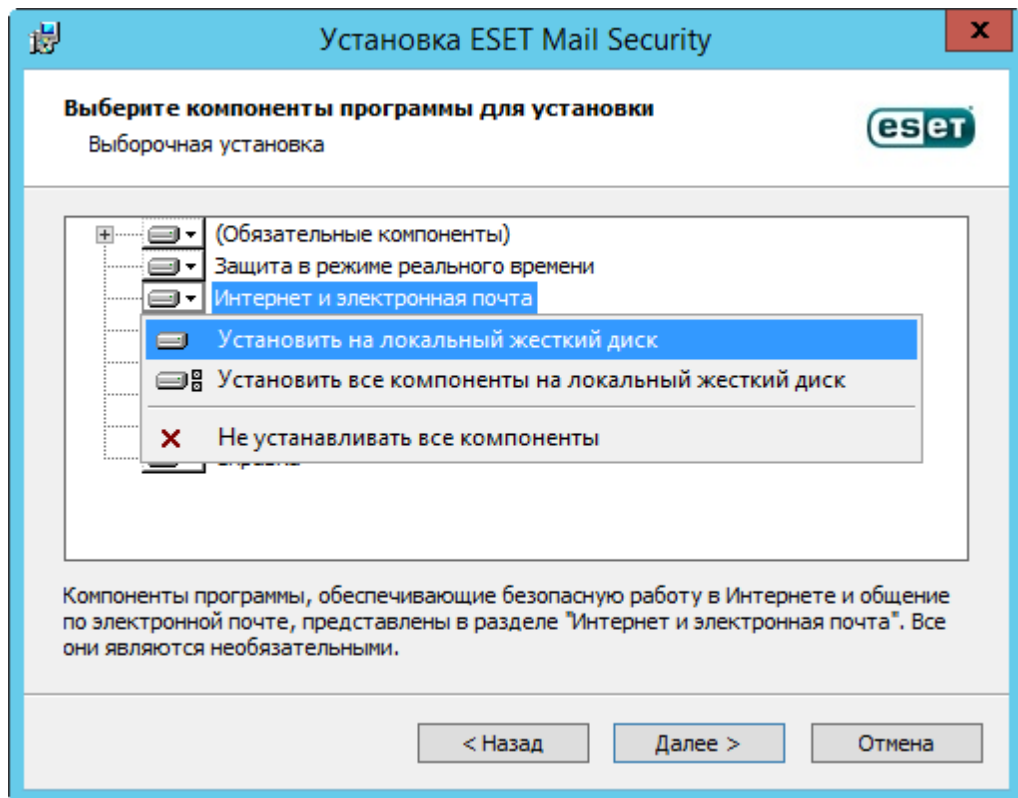 Установка ESET Mail Security
x
Выберите компоненты программы для установки
Выборочная установка
eset
(Обязательные компоненты)
Защита в режиме реального времени
Интернет и электронная почта
Установить на локальный жесткий диск
Установить все компоненты на локальный жесткий диск
Не устанавливать все компоненты
Компоненты программы, обеспечивающие безопасную работу в Интернете и общение
по электронной почте, представлены в разделе "Интернет и электронная почта". Все
они являются необязательными.
< Назад
Далее >
Отмена